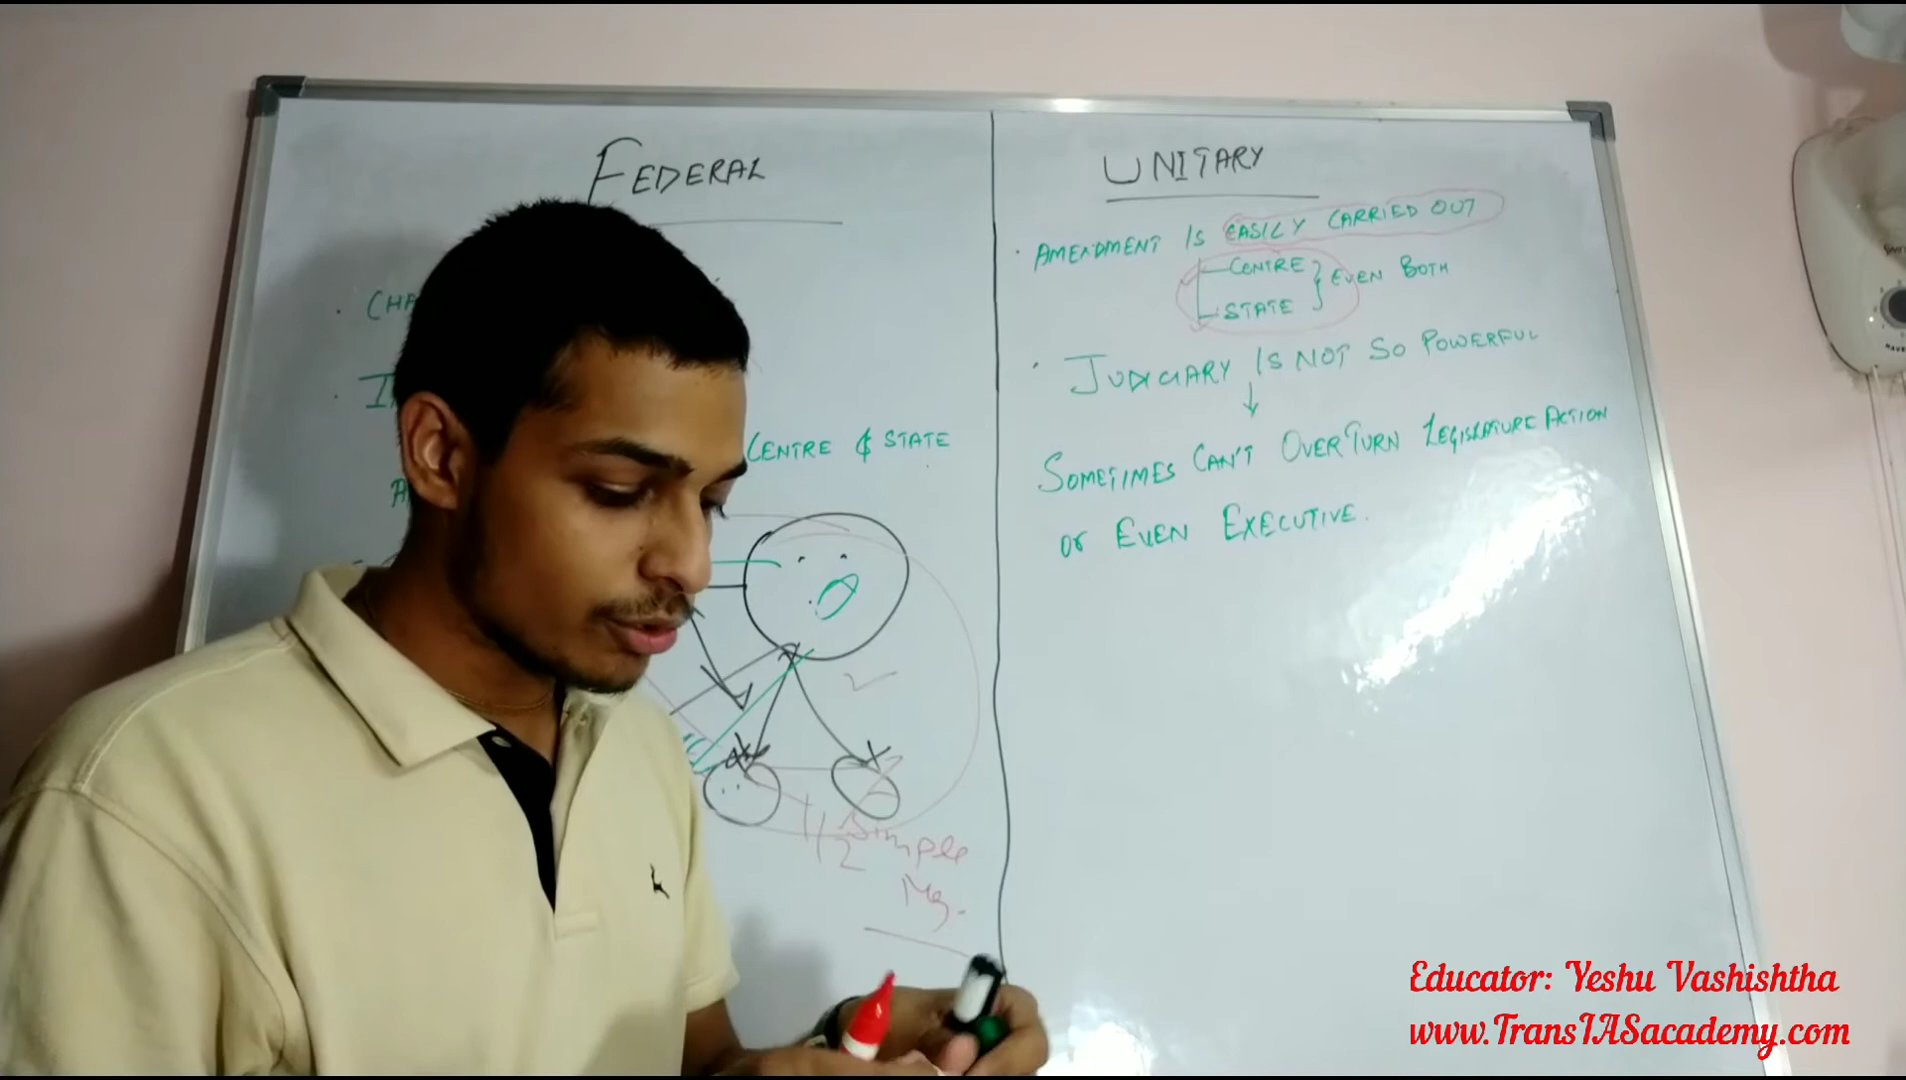 FEDERAL
CENTRE & STATE
1/2 Simple
UNITARY
· AMENDMENT IS EASILY CARRIED OUT
CENTRE
STATE
EVEN BOTH
· JUDICIARY IS NOT SO POWERFUL
SOMETIMES CAN'T OVERTURN LEGISLATURE ACTION
or EVEN EXECUTIVE.
Educator: Yeshu Vashishtha
www.TransIASacademy.com